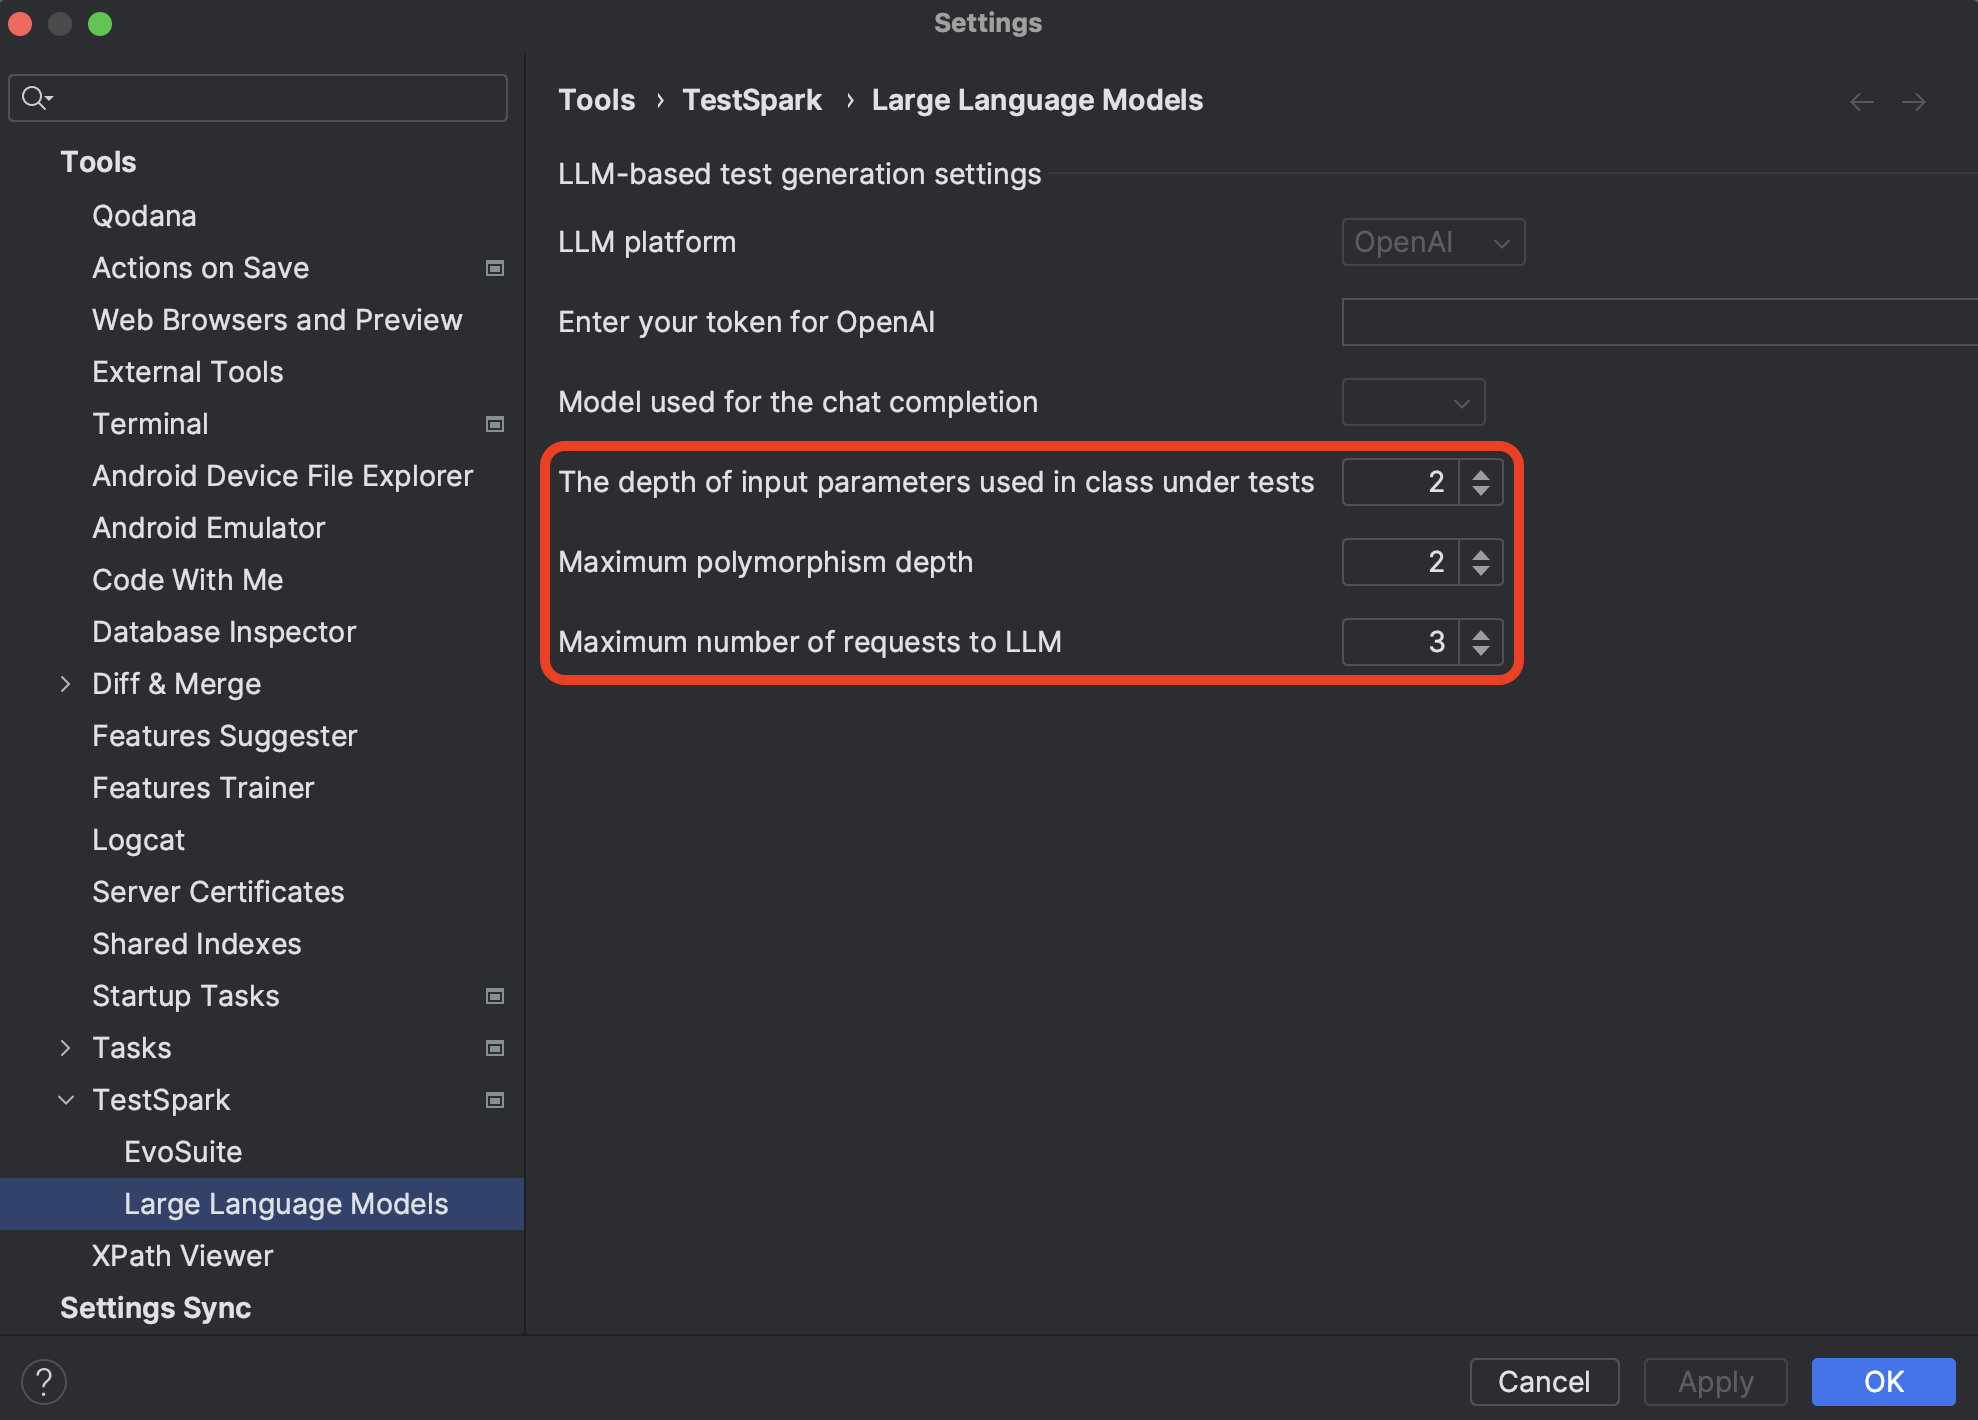 Settings
Tools
Qodana
Actions on Save
Web Browsers and Preview
External Tools
Terminal
Android Device File Explorer
Android Emulator
Code With Me
Database Inspector
Diff & Merge
Features Suggester
Features Trainer
Logcat
Server Certificates
Shared Indexes
Startup Tasks
Tasks
TestSpark
EvoSuite
Large Language Models
XPath Viewer
Settings Sync
Tools › TestSpark › Large Language Models
LLM-based test generation settings
LLM platform OpenAI
Enter your token for OpenAI
Model used for the chat completion
The depth of input parameters used in class under tests 2
Maximum polymorphism depth 2
Maximum number of requests to LLM 3
? Cancel Apply OK